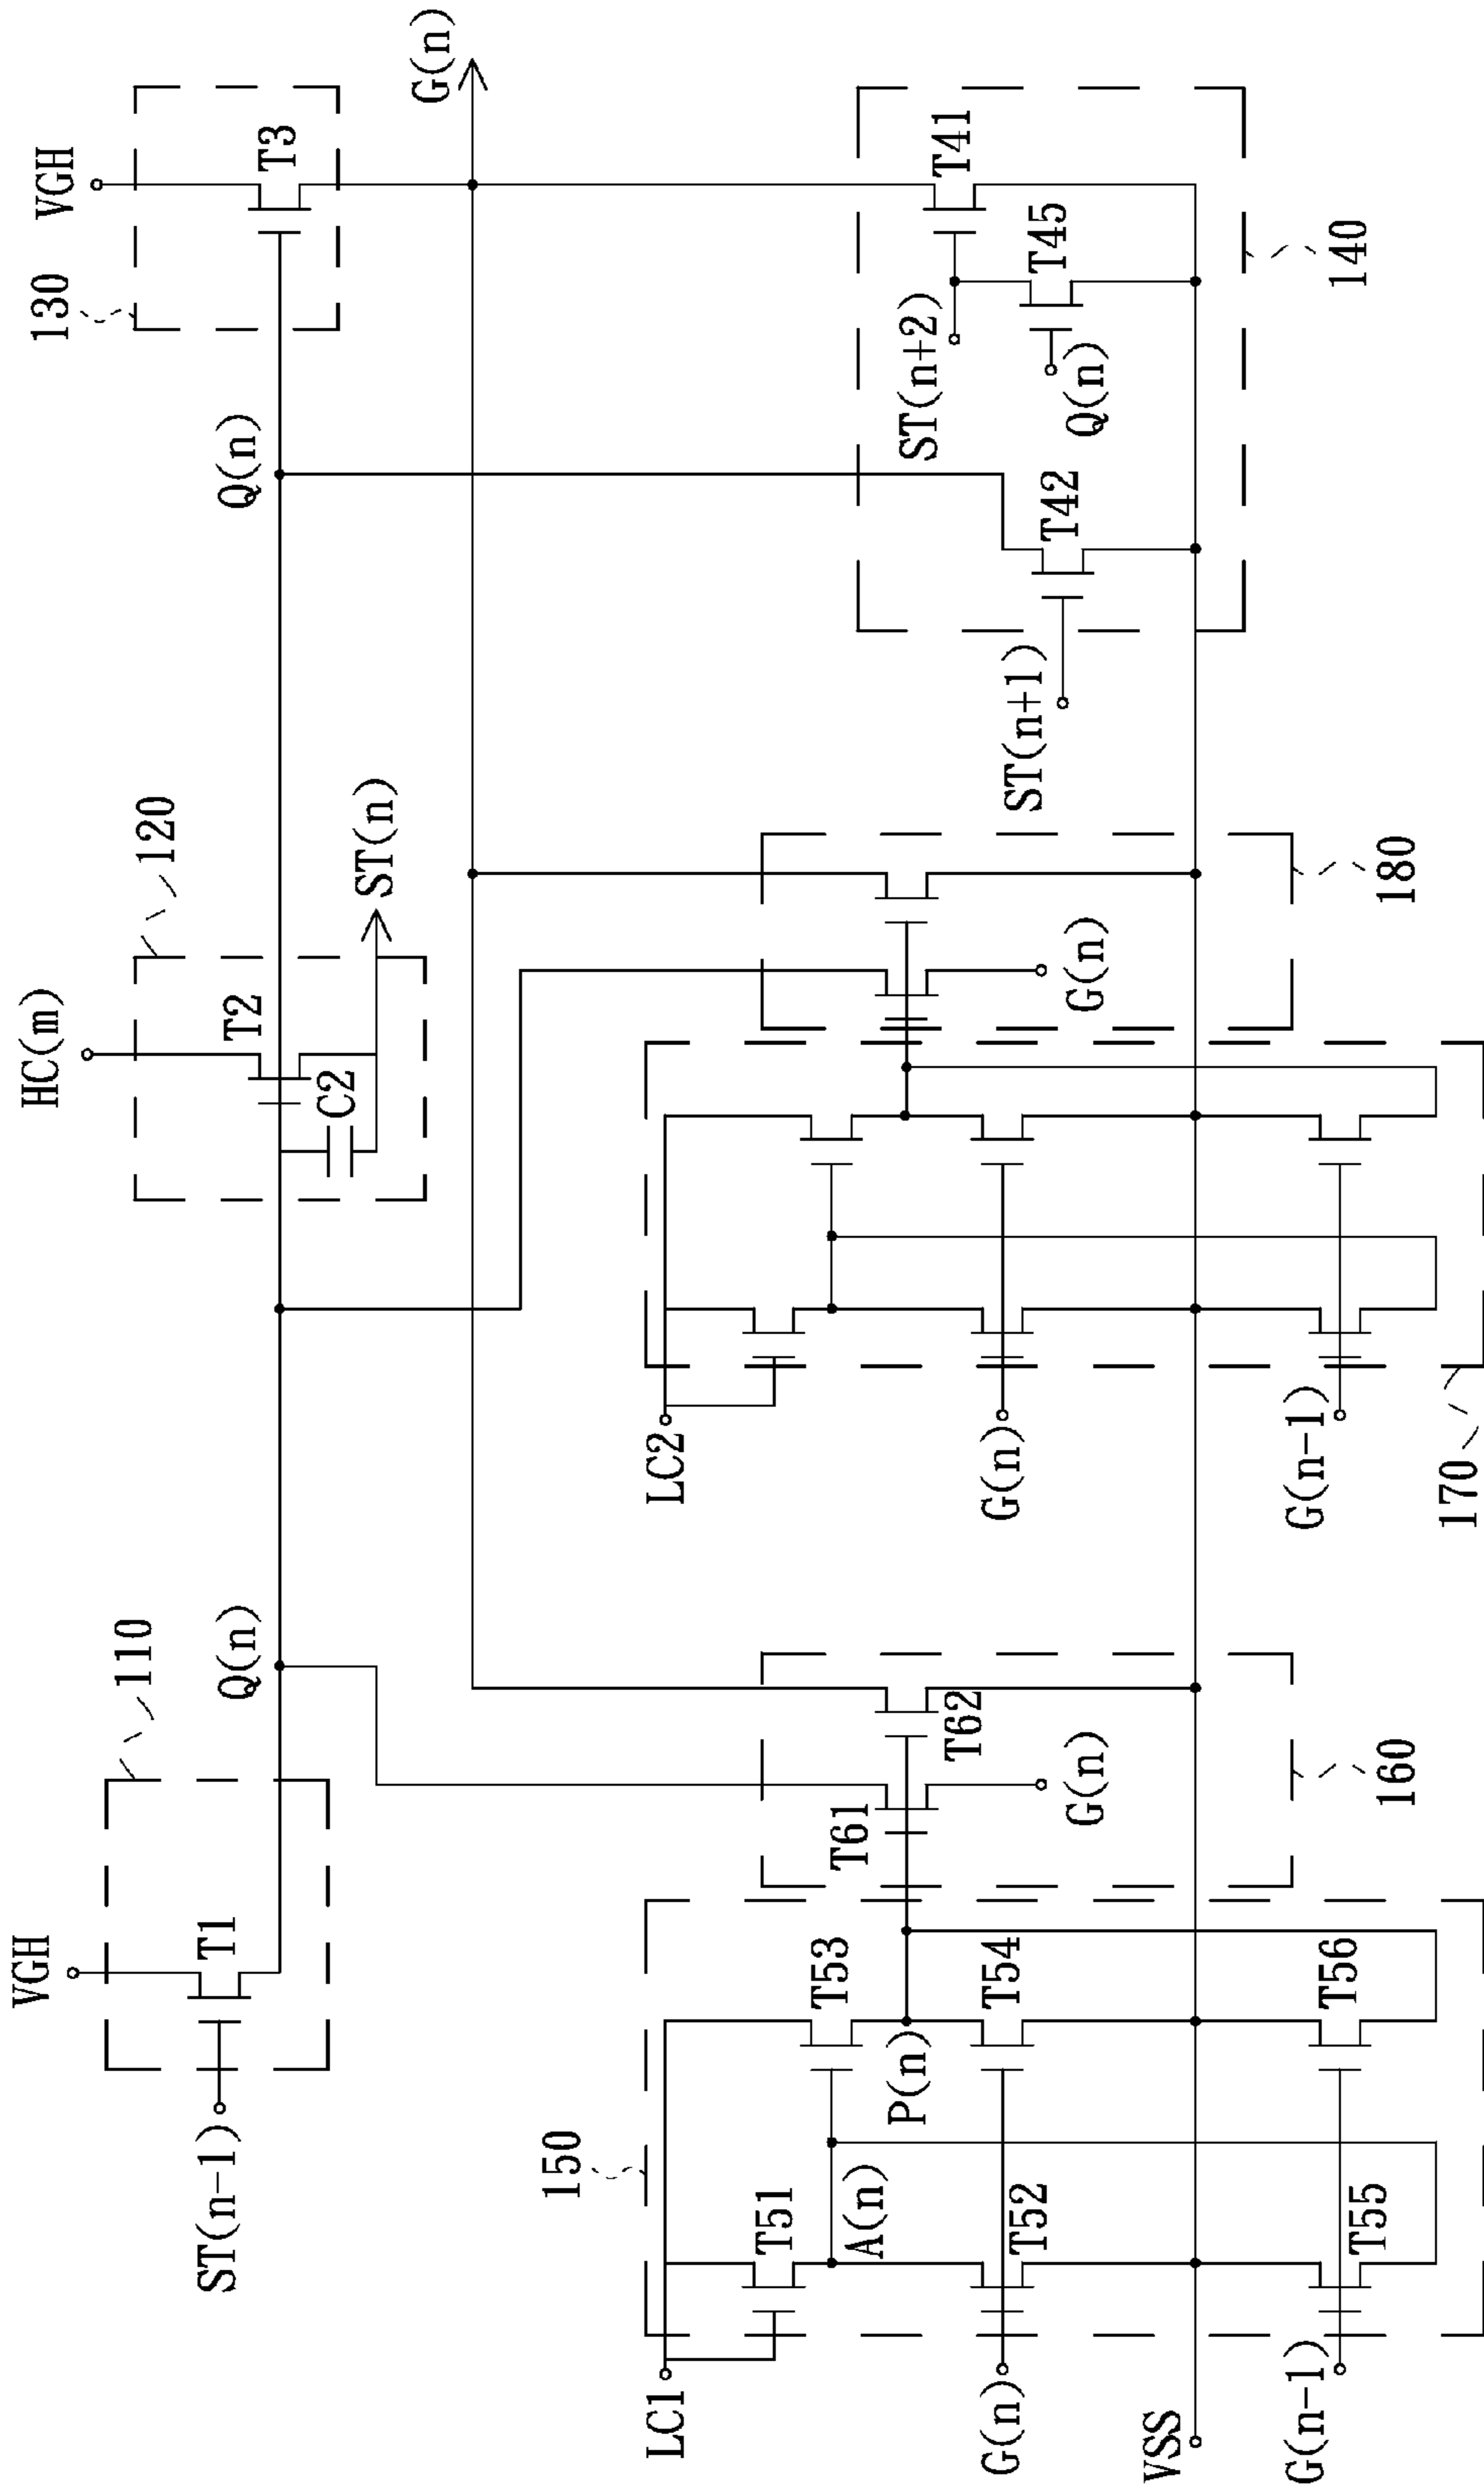 VGH
130
T3
G(n)
Q(n)
HC(m)
T2
C2
120
ST(n)
VGH
T1
110
Q(n)
ST(n-1)
ST(n+2)
T41
T45
Q(n)
140
T42
ST(n+1)
180
G(n)
LC2
G(n)
G(n-1)
170
T62
T61
G(n)
160
150
T53
T54
T56
P(n)
T51
A(n)
T52
T55
LC1
G(n)
VSS
G(n-1)